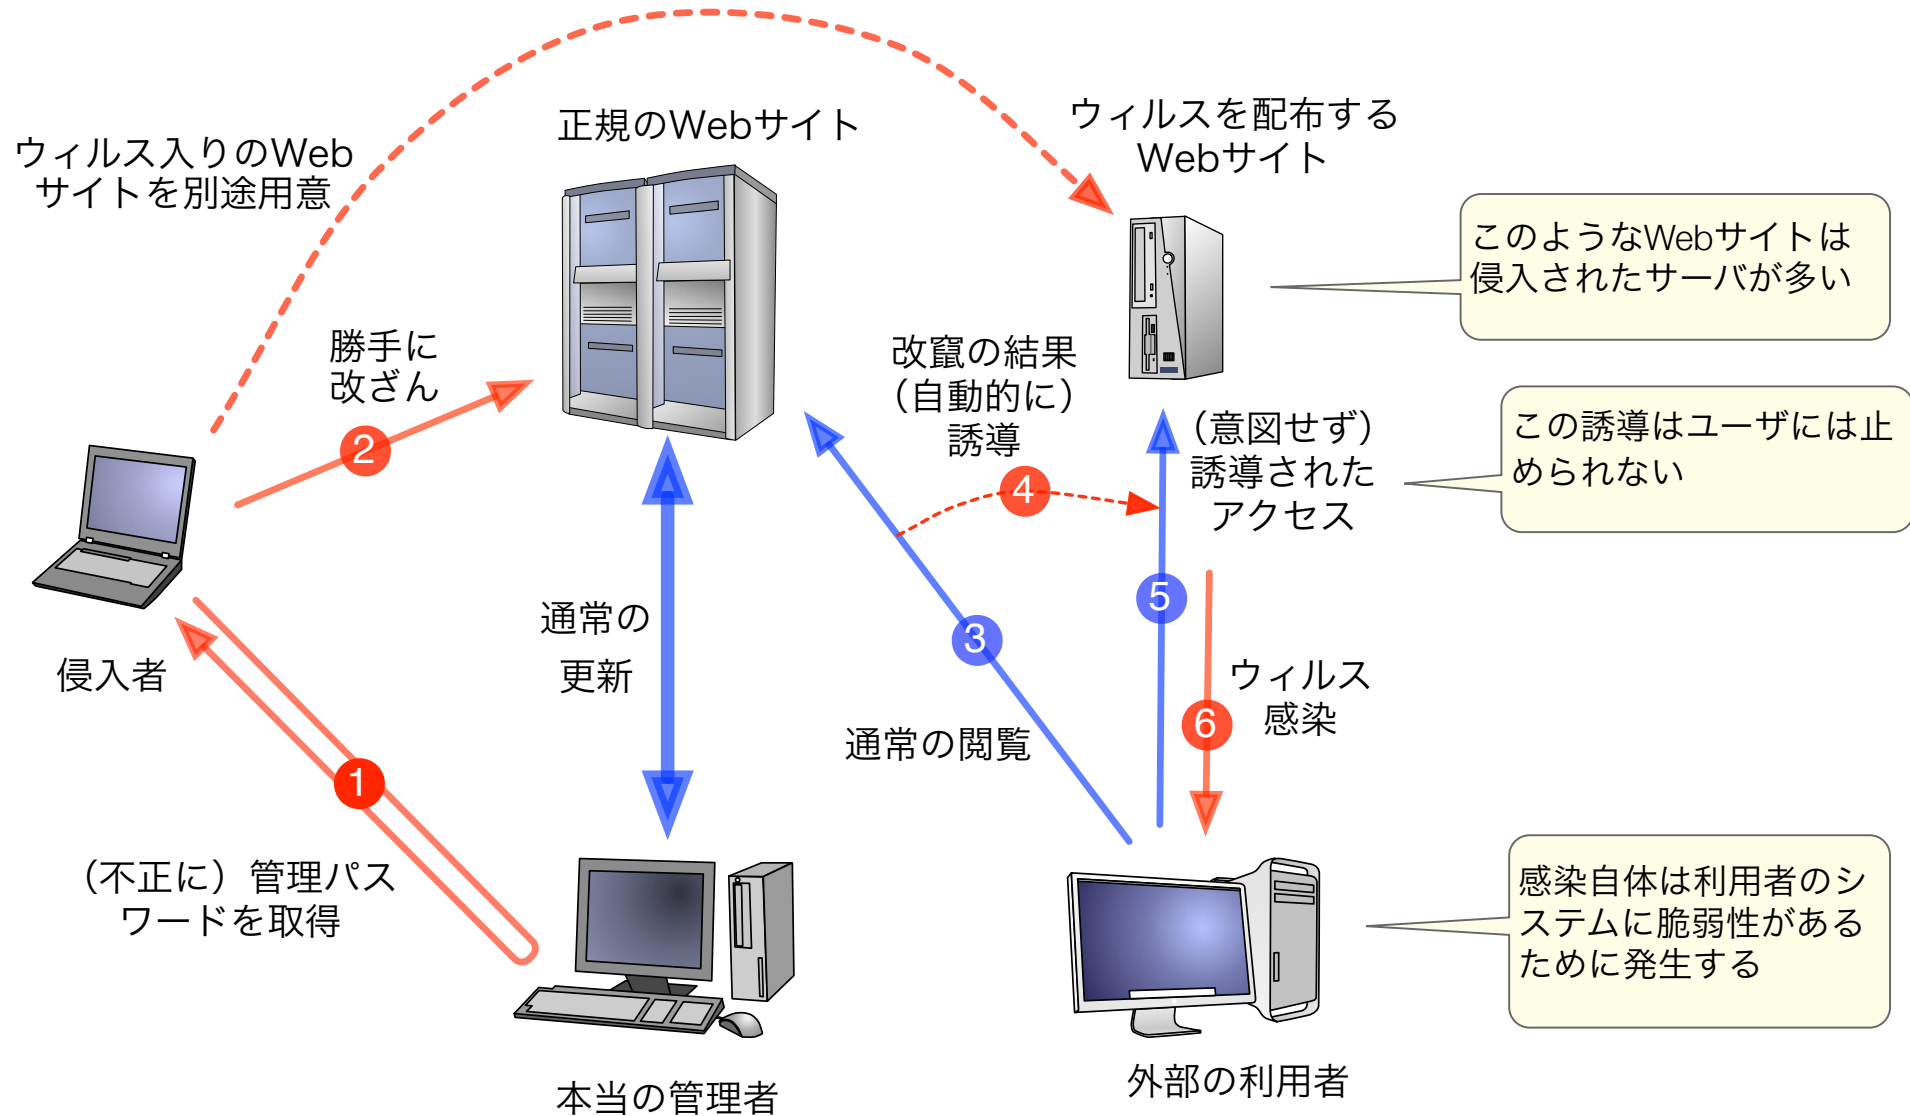 ウィルス入りのWeb
サイトを別途用意
正規のWebサイト
ウィルスを配布する
Webサイト
このようなWebサイトは
侵入されたサーバが多い
勝手に
改ざん
2
改竄の結果
（自動的に）
誘導
4
（意図せず）
誘導された
アクセス
この誘導はユーザには止
められない
侵入者
通常の
更新
3
通常の閲覧
5
ウィルス
感染
6
1
（不正に）管理パス
ワードを取得
本当の管理者
外部の利用者
感染自体は利用者のシ
ステムに脆弱性がある
ために発生する